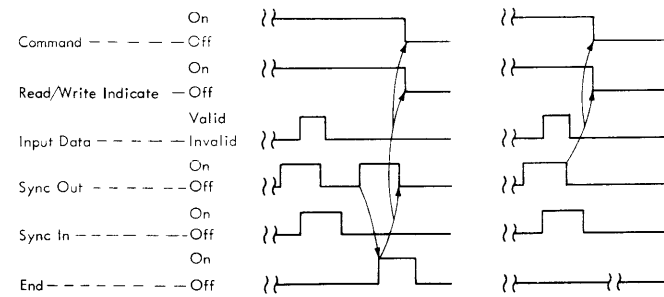 On
Command — — — — Off
On
Read/Write Indicate — Off
Valid
Input Data — — — — Invalid
On
Sync Out — — — — — Off
On
Sync In — — — — — — Off
On
End — — — — — — — Off